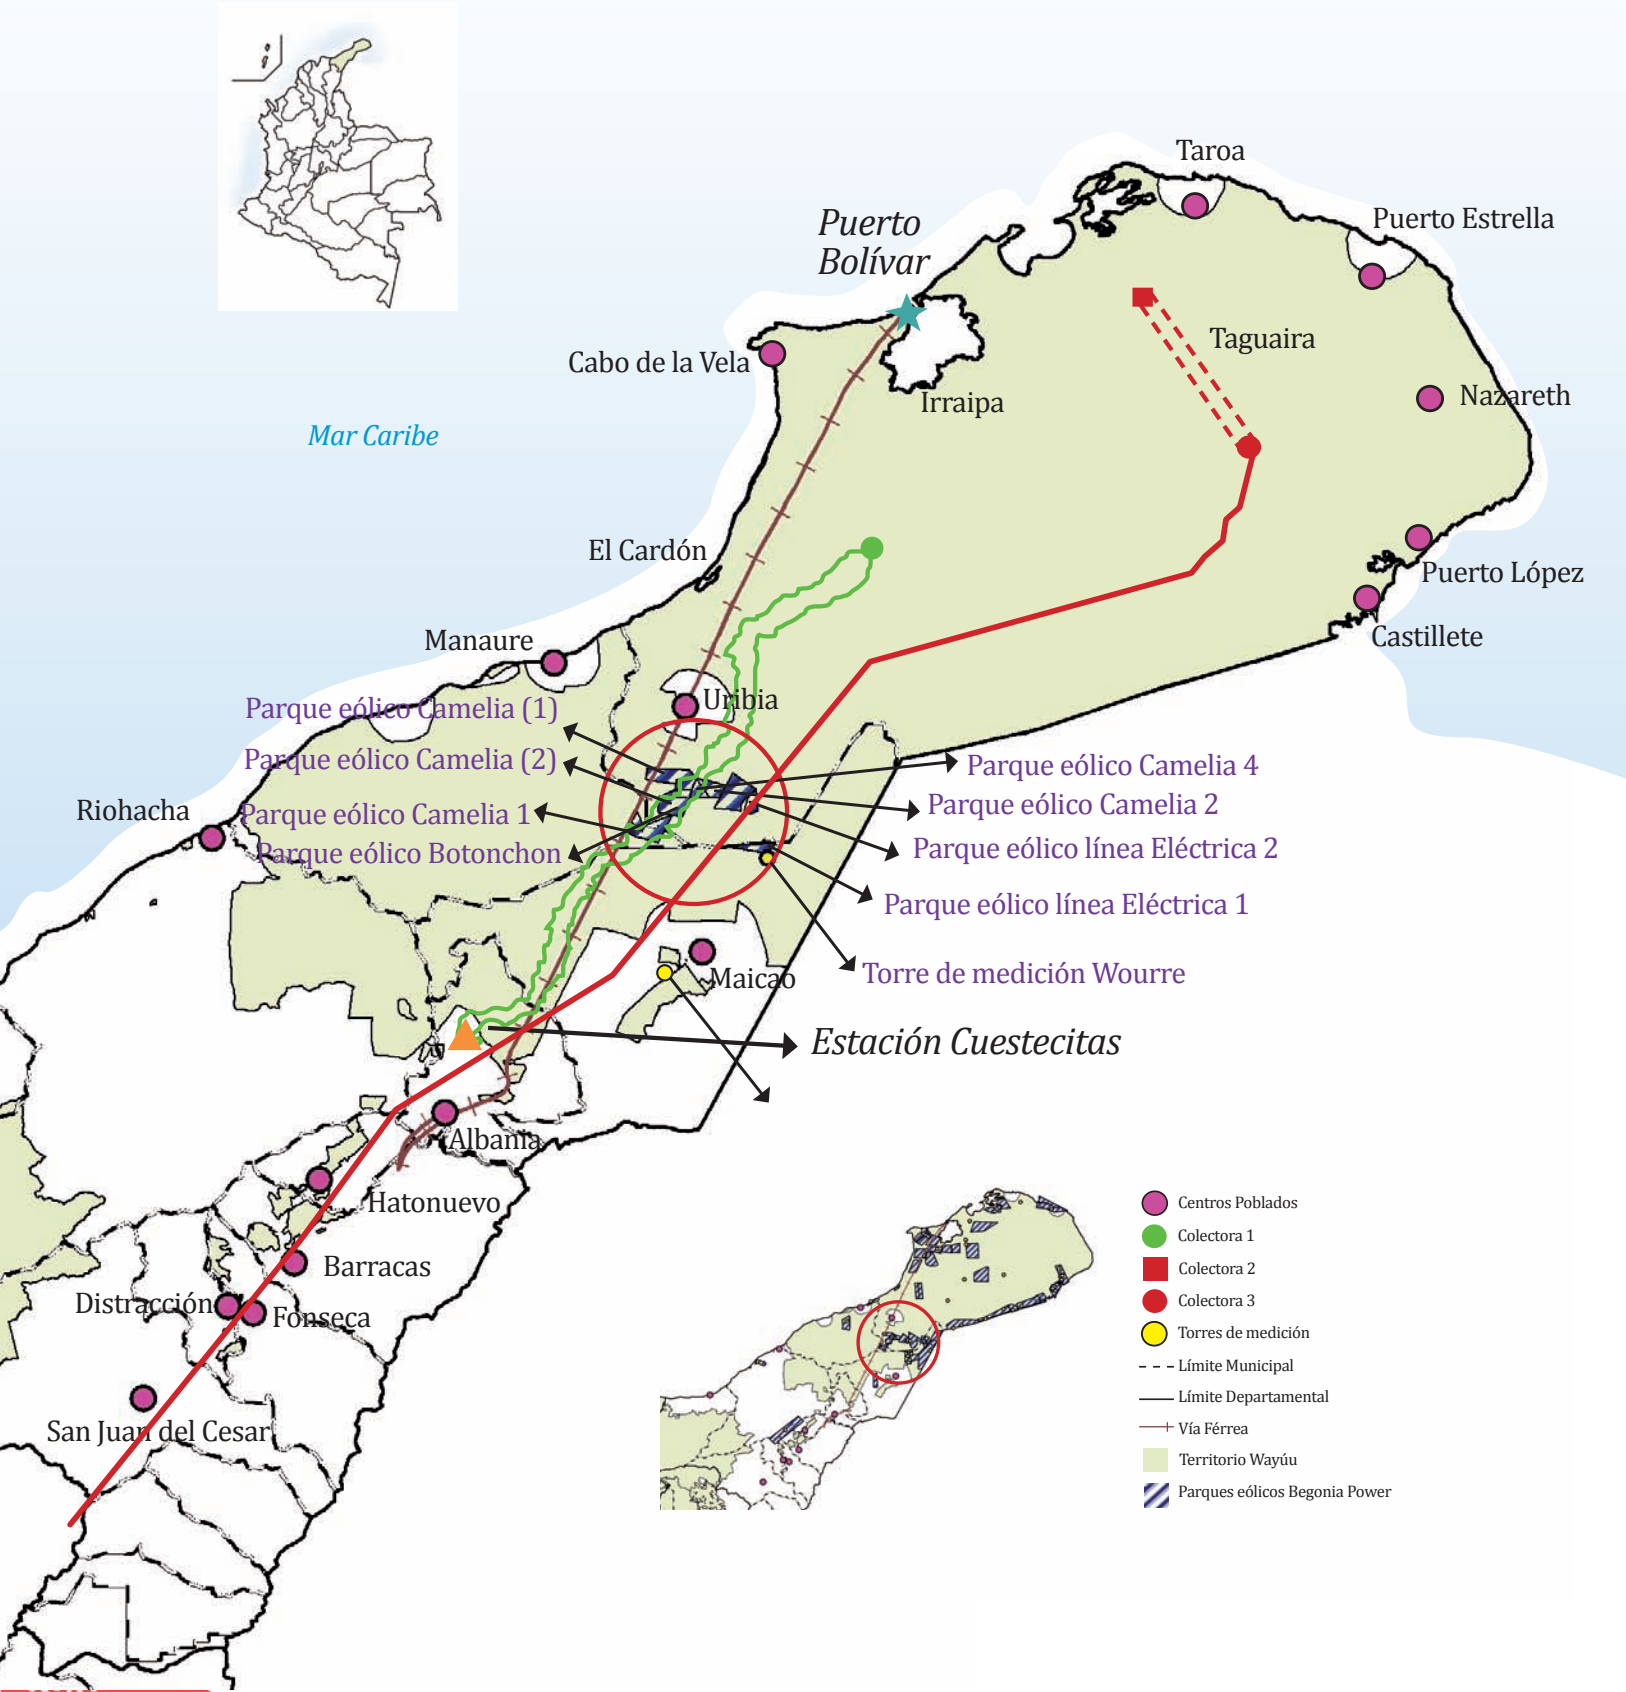 Taroa
Puerto Estrella
Puerto
Bolívar
Taguaira
Cabo de la Vela
Irraipa
Nazareth
Mar Caribe
El Cardón
Puerto López
Manaure
Castillete
Uribia
Parque eólico Camelia (1)
Parque eólico Camelia (2)
Parque eólico Camelia 4
Parque eólico Camelia 2
Riohacha
Parque eólico Camelia 1
Parque eólico Botonchon
Parque eólico línea Eléctrica 2
Parque eólico línea Eléctrica 1
Maicao
Torre de medición Wourre
Estación Cuestecitas
Albania
Hatonuevo
Barracas
Distracción
Fonseca
San Juan del Cesar
Centros Poblados
Colectora 1
Colectora 2
Colectora 3
Torres de medición
Límite Municipal
Límite Departamental
Vía Férrea
Territorio Wayúu
Parques eólicos Begonia Power